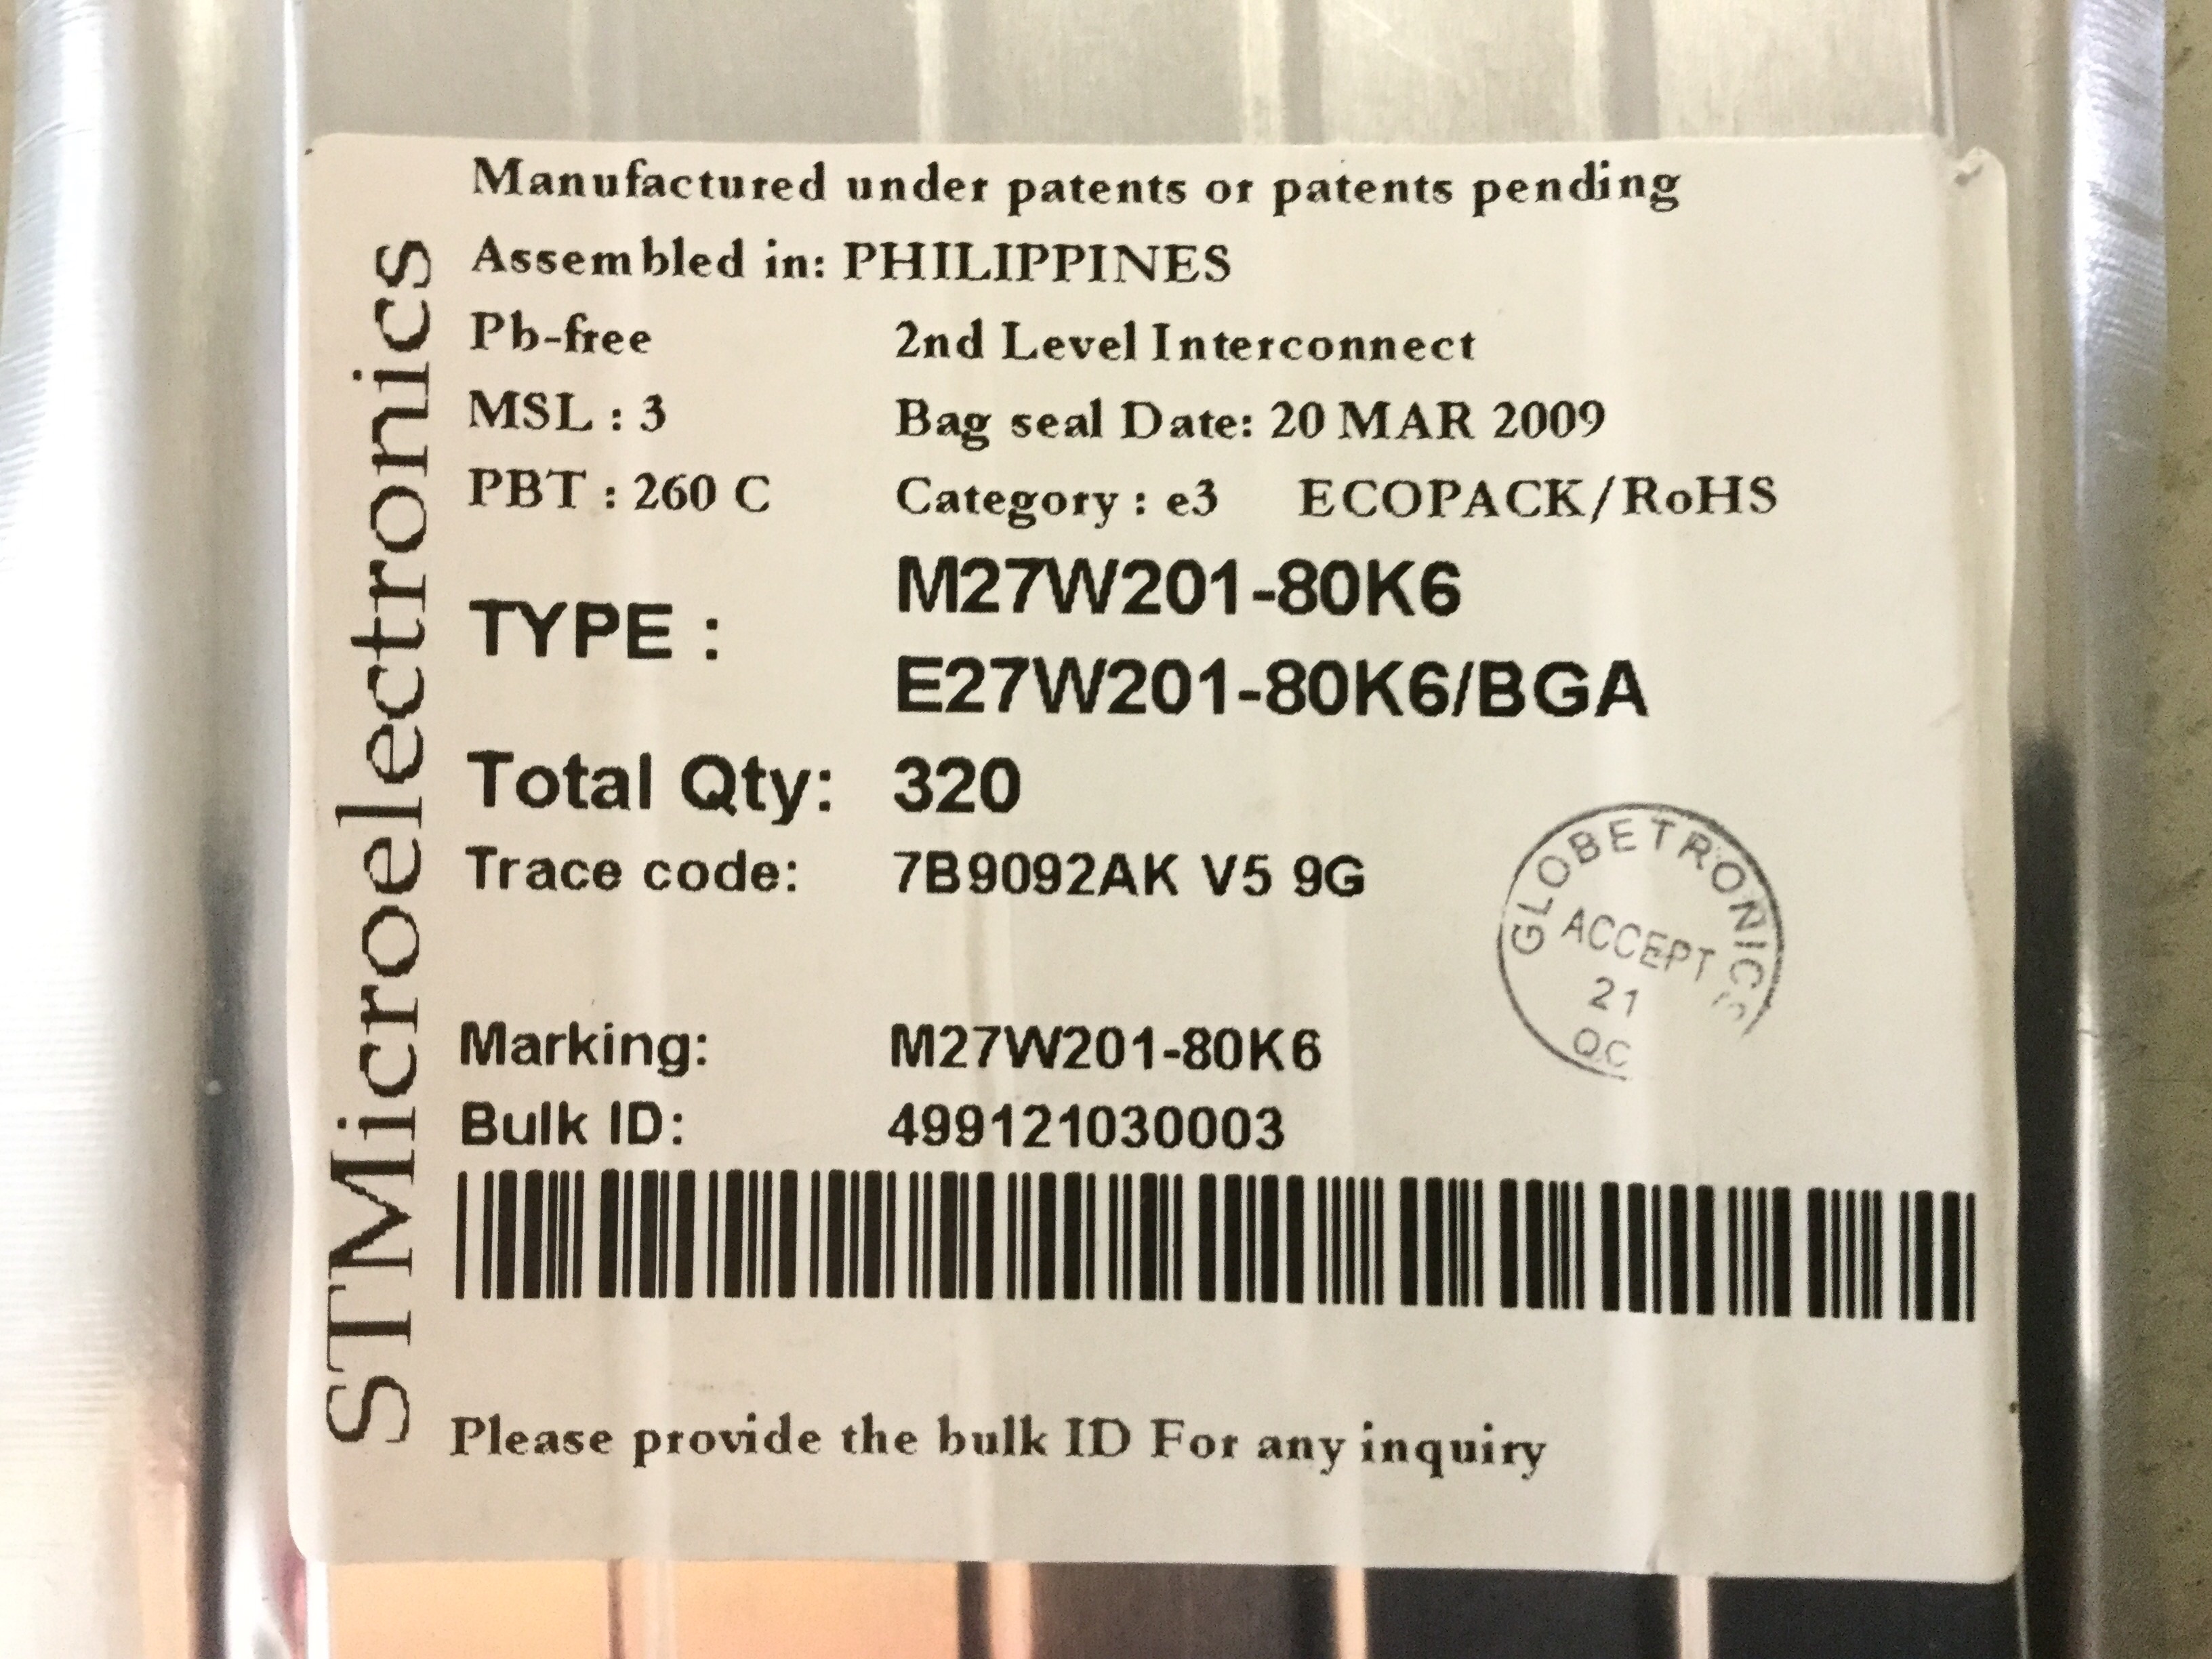 STMicroelectronics
Manufactured under patents or patents pending
Assembled in: PHILIPPINES
Pb-free 2nd Level Interconnect
MSL : 3 Bag seal Date: 20 MAR 2009
PBT : 260 C Category : e3 ECOPACK/RoHS
TYPE : M27W201-80K6
E27W201-80K6/BGA
Total Qty: 320
Trace code: 7B9092AK V5 9G
GLOBETRONICS
ACCEPT
21
QC
Marking: M27W201-80K6
Bulk ID: 499121030003
Please provide the bulk ID For any inquiry